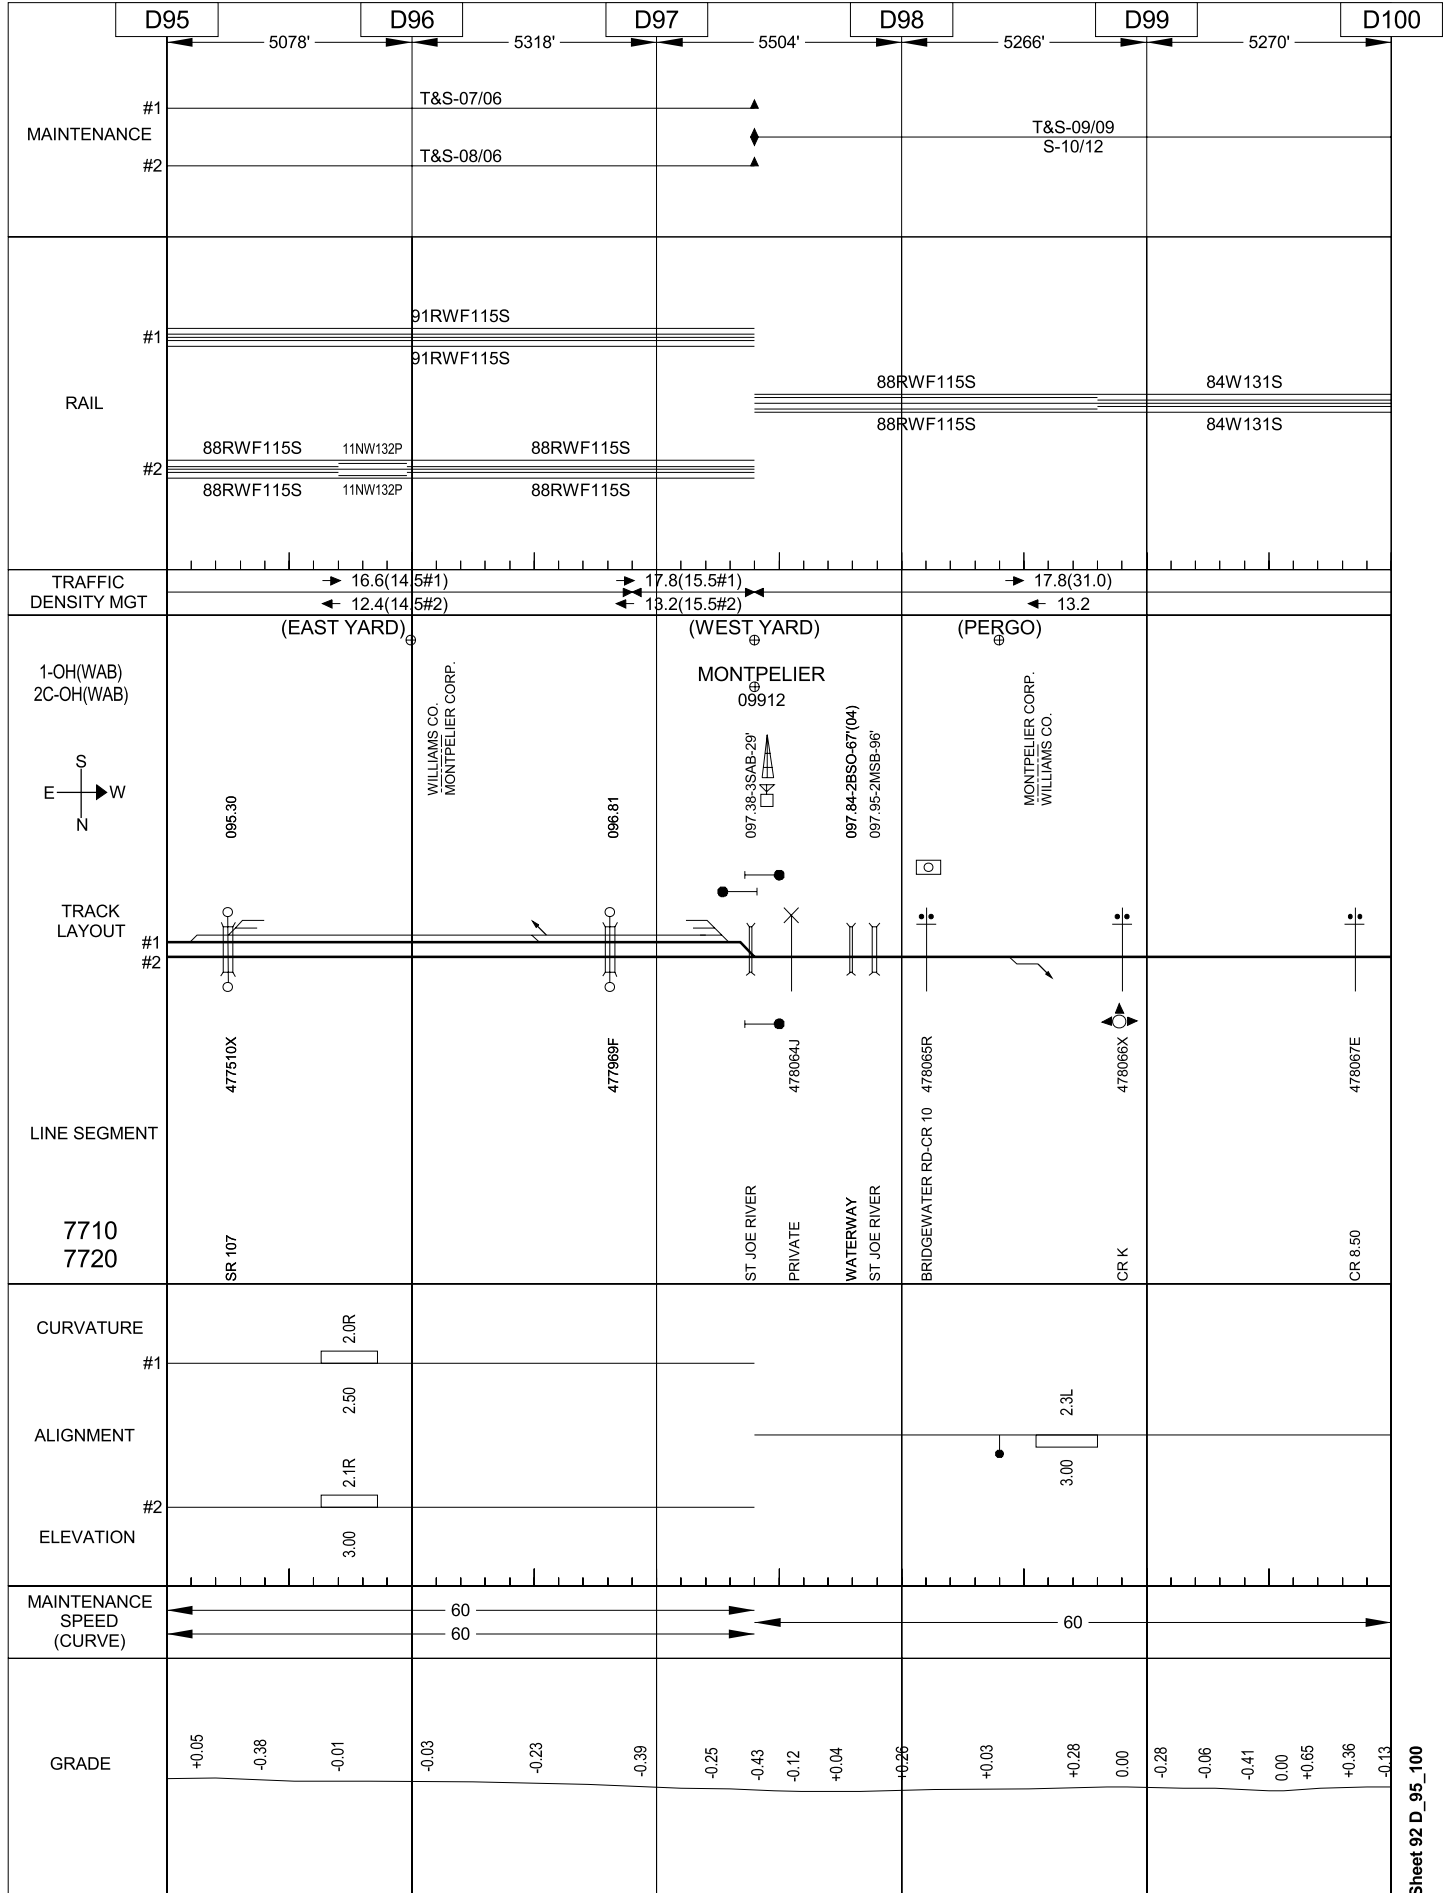 D95 D96 D97 D98 D99 D100
5078' 5318' 5504' 5266' 5270'
#1 T&S-07/06
MAINTENANCE T&S-09/09
S-10/12
#2 T&S-08/06
91RWF115S
#1
91RWF115S
88RWF115S 84W131S
RAIL
88RWF115S 84W131S
88RWF115S 11NW132P 88RWF115S
#2
88RWF115S 11NW132P 88RWF115S
TRAFFIC
DENSITY MGT
16.6(14.5#1) 17.8(15.5#1) 17.8(31.0)
12.4(14.5#2) 13.2(15.5#2) 13.2
(EAST YARD) (WEST YARD) (PERGO)
1-OH(WAB)
2C-OH(WAB)
MONTPELIER
09912
WILLIAMS CO.
MONTPELIER CORP.
MONTPELIER CORP.
WILLIAMS CO.
S
E W
N
095.30
096.81
097.38-3SAB-29'
097.84-2BSO-67'(04)
097.95-2MSB-96'
TRACK
LAYOUT
#1
#2
477510X
477969F
478064J
478065R
478066X
478067E
LINE SEGMENT
7710
7720
SR 107
ST JOE RIVER
PRIVATE
WATERWAY
ST JOE RIVER
BRIDGEWATER RD-CR 10
CR K
CR 8.50
CURVATURE
#1
2.0R
2.50
ALIGNMENT
2.3L
3.00
#2
2.1R
3.00
ELEVATION
MAINTENANCE
SPEED
(CURVE)
60
60
60
GRADE
+0.05 -0.38 -0.01 -0.03 -0.23 -0.39 -0.25 -0.43 -0.12 +0.04 +0.26 +0.03 +0.28 0.00 -0.28 -0.06 -0.41 0.00 +0.65 +0.36 -0.13
Sheet 92 D_95_100